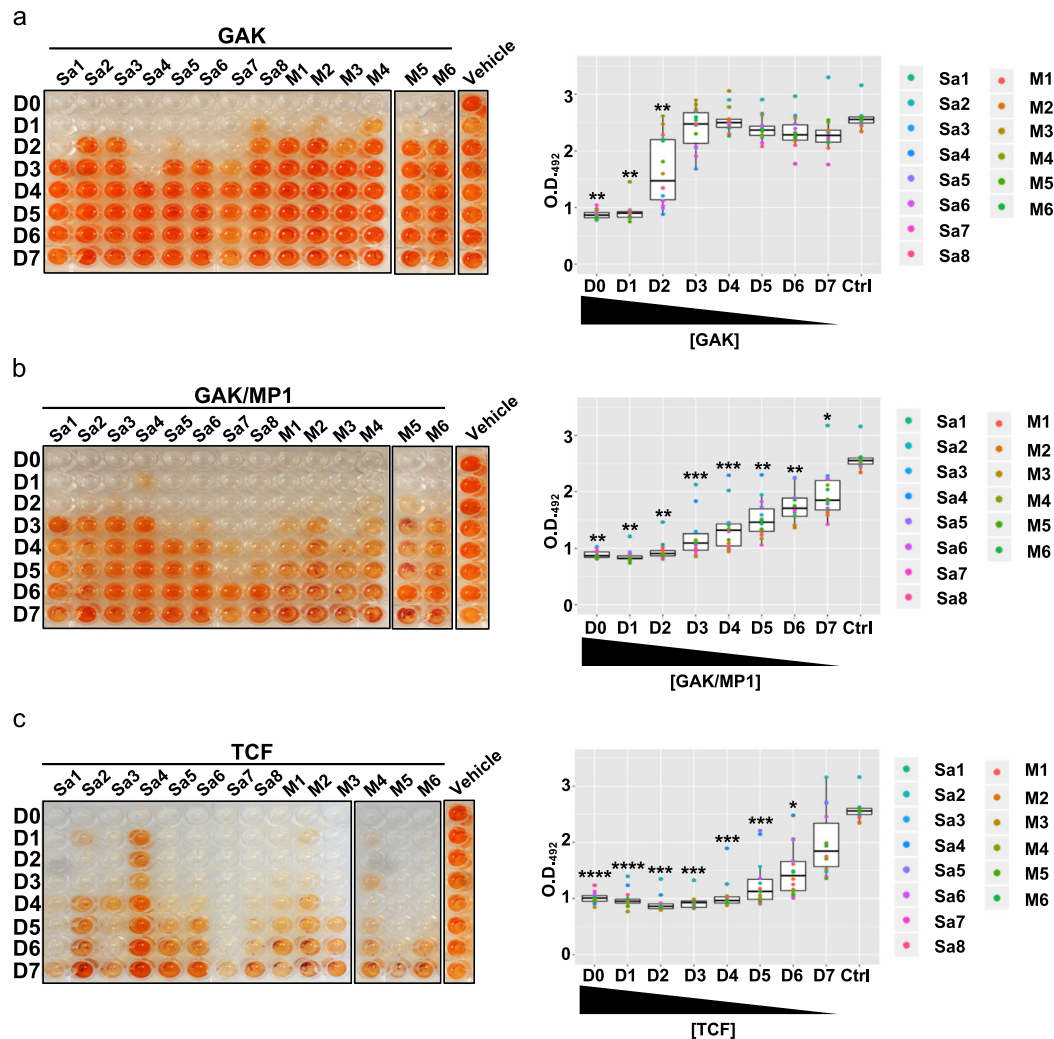 a
GAK
Sa1 Sa2 Sa3 Sa4 Sa5 Sa6 Sa7 Sa8 M1 M2 M3 M4 M5 M6 Vehicle
D0
D1
D2
D3
D4
D5
D6
D7
O.D.492
3
2
1
0
** ** **
D0 D1 D2 D3 D4 D5 D6 D7 Ctrl
[GAK]
Sa1 M1
Sa2 M2
Sa3 M3
Sa4 M4
Sa5 M5
Sa6 M6
Sa7
Sa8
b
GAK/MP1
Sa1 Sa2 Sa3 Sa4 Sa5 Sa6 Sa7 Sa8 M1 M2 M3 M4 M5 M6 Vehicle
D0
D1
D2
D3
D4
D5
D6
D7
O.D.492
3
2
1
0
** ** ** *** *** ** ** *
D0 D1 D2 D3 D4 D5 D6 D7 Ctrl
[GAK/MP1]
Sa1 M1
Sa2 M2
Sa3 M3
Sa4 M4
Sa5 M5
Sa6 M6
Sa7
Sa8
c
TCF
Sa1 Sa2 Sa3 Sa4 Sa5 Sa6 Sa7 Sa8 M1 M2 M3 M4 M5 M6 Vehicle
D0
D1
D2
D3
D4
D5
D6
D7
O.D.492
3
2
1
0
**** **** *** *** *** *** *
D0 D1 D2 D3 D4 D5 D6 D7 Ctrl
[TCF]
Sa1 M1
Sa2 M2
Sa3 M3
Sa4 M4
Sa5 M5
Sa6 M6
Sa7
Sa8